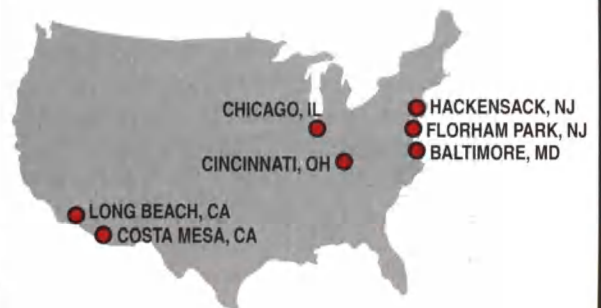 CHICAGO, IL
HACKENSACK, NJ
FLORHAM PARK, NJ
BALTIMORE, MD
CINCINNATI, OH
LONG BEACH, CA
COSTA MESA, CA